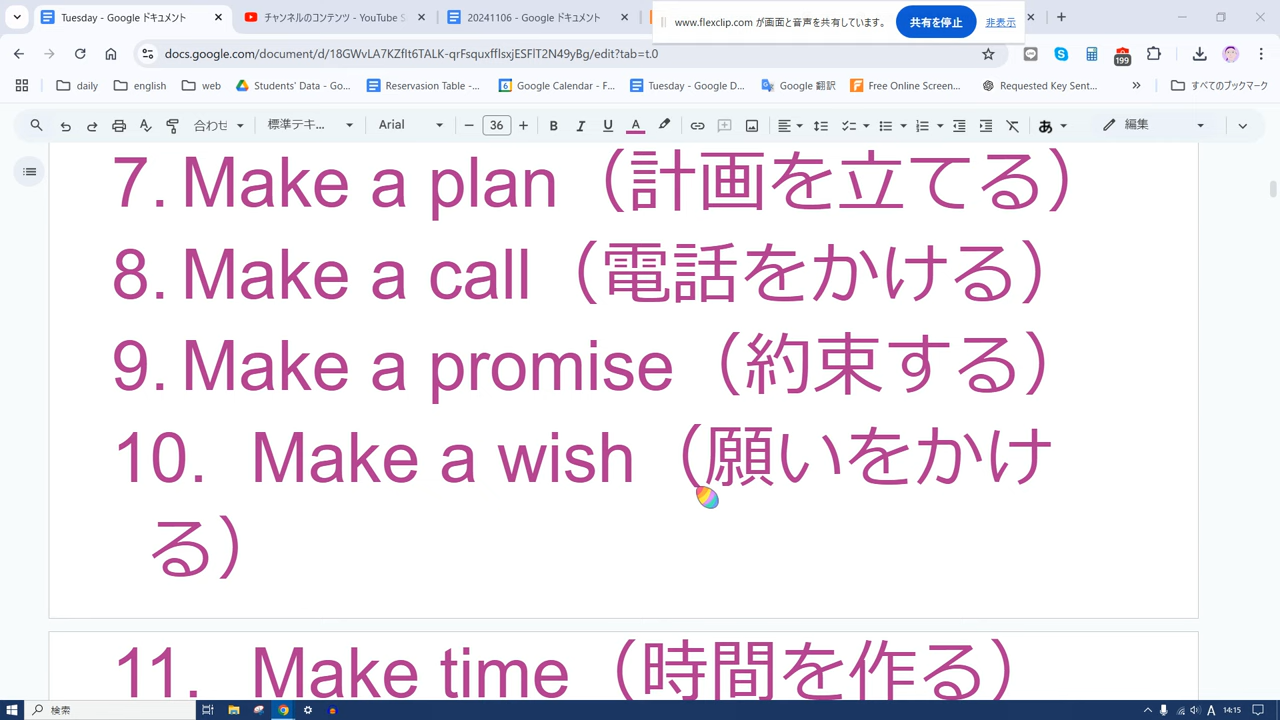 Tuesday - Google ドキュメント
チャンネルのコンテンツ - YouTube S
20241106 - Google ドキュメント
www.flexclip.com が画面と音声を共有しています。
共有を停止
非表示
docs.google.com/document/d/
edit?tab=t.0
199
daily
english
web
Students' Data - Go...
Reservasion Table -...
Google Calendar - F...
Tuesday - Google D...
Google 翻訳
Free Online Screen...
Requested Key Sent...
すべてのブックマーク
合わせ
標準テキ...
Arial
36
編集
7. Make a plan（計画を立てる）
8. Make a call（電話をかける）
9. Make a promise（約束する）
10. Make a wish（願いをかけ
る）
11. Make time（時間を作る）
検索
A
14:15